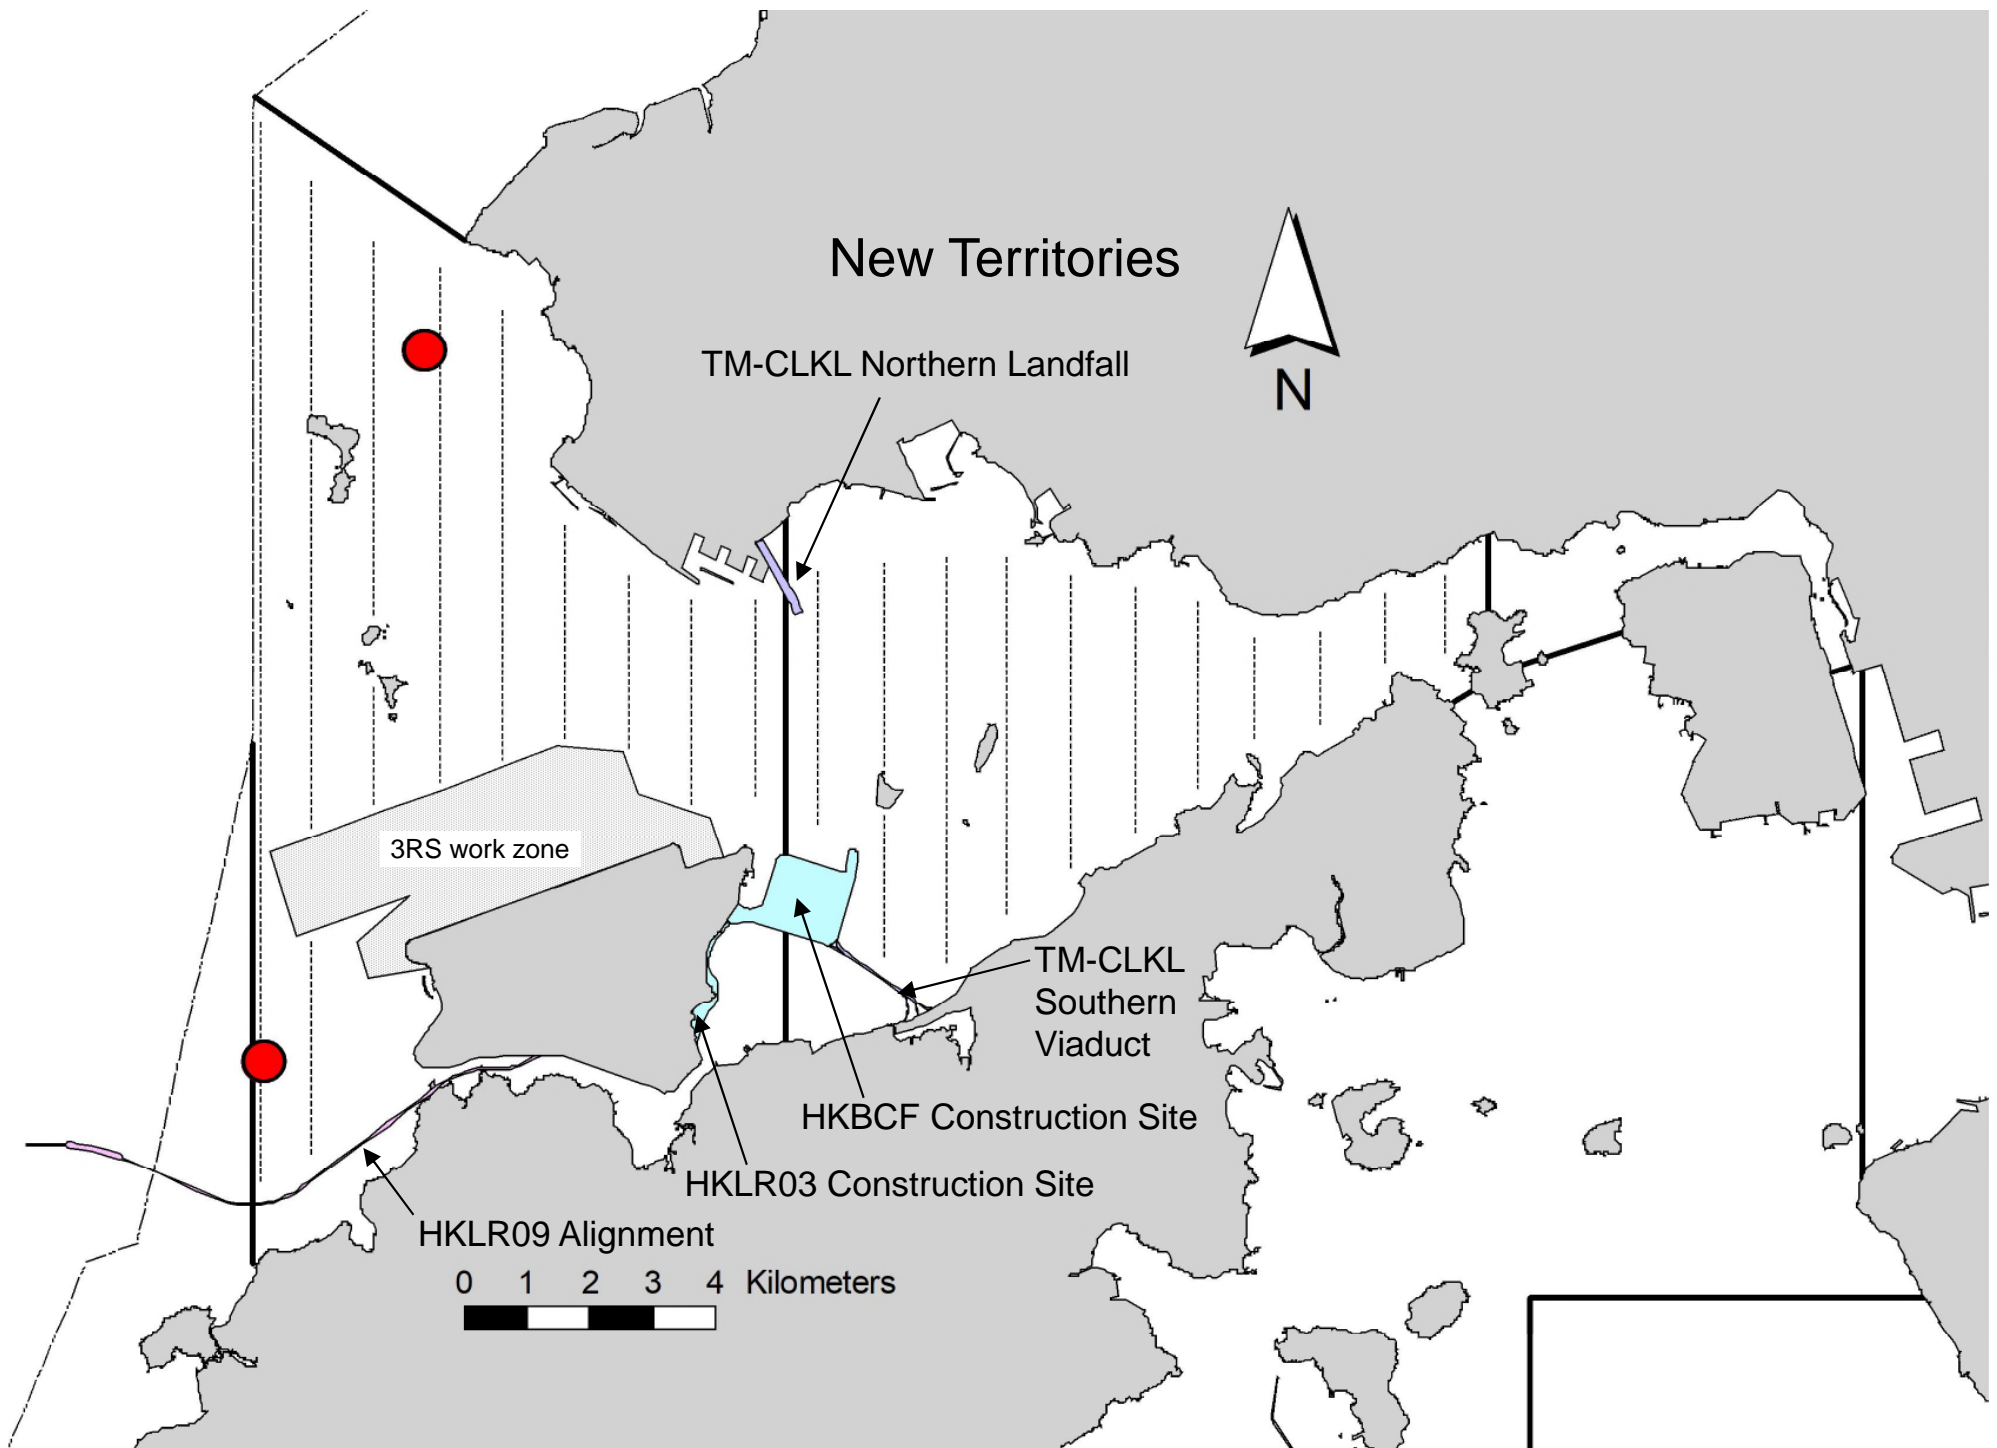 New Territories
TM-CLKL Northern Landfall
N
3RS work zone
TM-CLKL
Southern
Viaduct
HKBCF Construction Site
HKLR03 Construction Site
HKLR09 Alignment
0 1 2 3 4 Kilometers